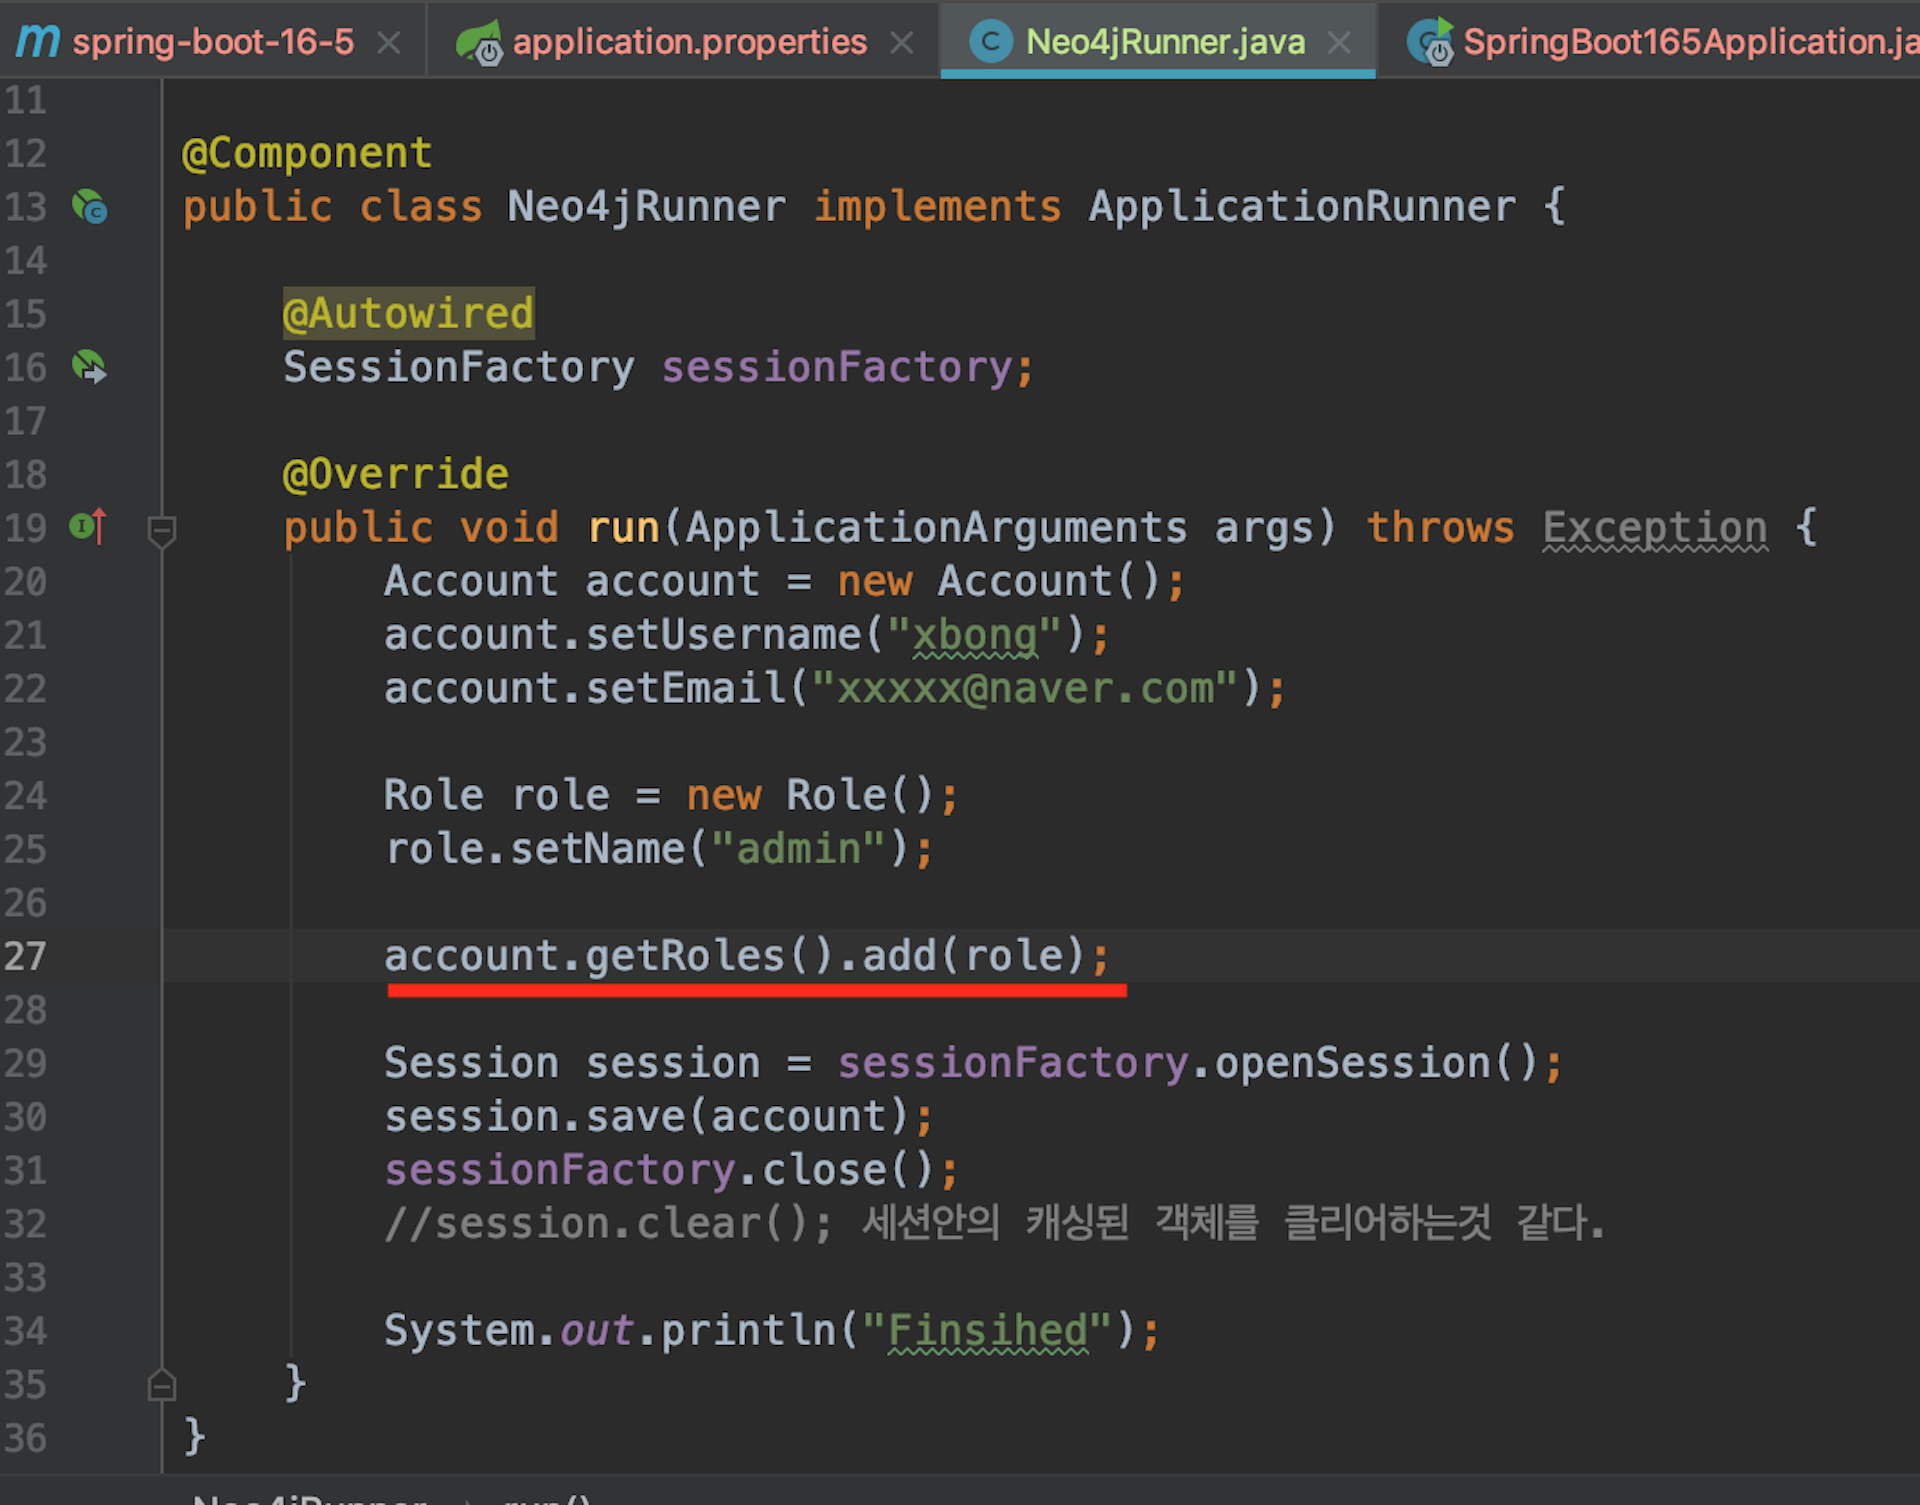 spring-boot-16-5 application.properties Neo4jRunner.java SpringBoot165Application.ja
11
12 @Component
13 public class Neo4jRunner implements ApplicationRunner {
14
15 @Autowired
16 SessionFactory sessionFactory;
17
18 @Override
19 public void run(ApplicationArguments args) throws Exception {
20 Account account = new Account();
21 account.setUsername("xbong");
22 account.setEmail("xxxxx@naver.com");
23
24 Role role = new Role();
25 role.setName("admin");
26
27 account.getRoles().add(role);
28
29 Session session = sessionFactory.openSession();
30 session.save(account);
31 sessionFactory.close();
32 //session.clear(); 세션안의 캐싱된 객체를 클리어하는것 같다.
33
34 System.out.println("Finsihed");
35 }
36 }
Neo4jRunner run()